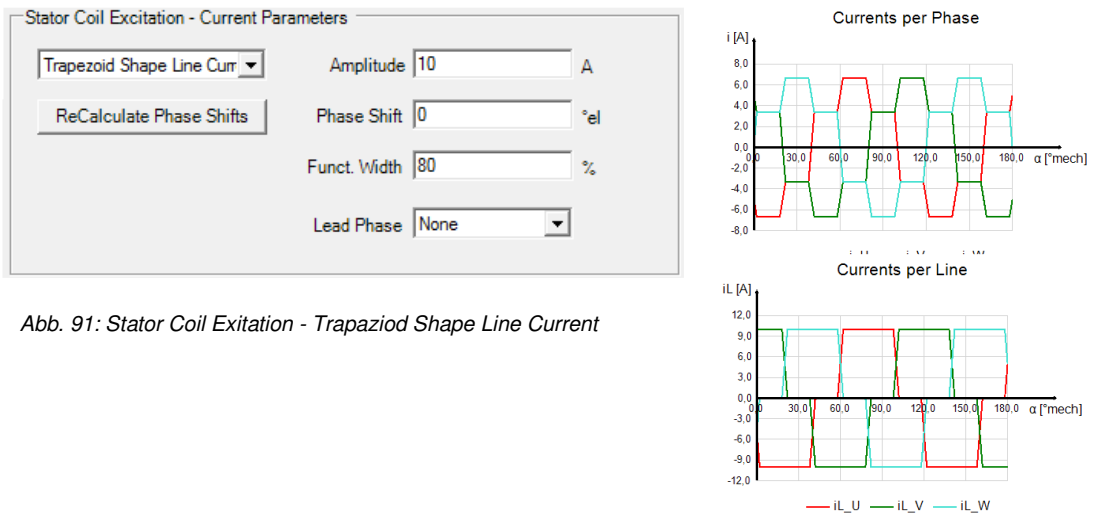 Stator Coil Excitation - Current Parameters
Trapezoid Shape Line Curr
Amplitude 10 A
ReCalculate Phase Shifts
Phase Shift 0 °el
Funct. Width 80 %
Lead Phase None
Abb. 91: Stator Coil Exitation - Trapaziod Shape Line Current
Currents per Phase
i [A]
8,0
6,0
4,0
2,0
0,0
-2,0
-4,0
-6,0
-8,0
0,0 30,0 60,0 90,0 120,0 150,0 180,0 α [°mech]
Currents per Line
iL [A]
12,0
9,0
6,0
3,0
0,0
-3,0
-6,0
-9,0
-12,0
0,0 30,0 60,0 90,0 120,0 150,0 180,0 α [°mech]
iL_U iL_V iL_W